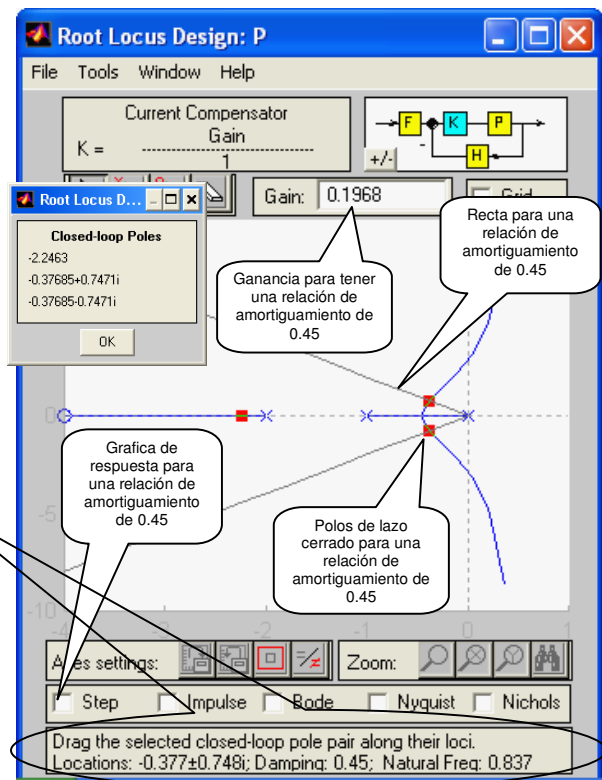 Root Locus Design: P
File Tools Window Help
Current Compensator
K =
Gain
1
F
K
P
+/-
-
H
Gain: 0.1968
Grid
Root Locus D...
Closed-loop Poles
-2.2463
-0.37685+0.7471i
-0.37685-0.7471i
OK
Ganancia para tener
una relación de
amortiguamiento de
0.45
Recta para una
relación de
amortiguamiento
de 0.45
0
Grafica de
respuesta para
una relación de
amortiguamiento
de 0.45
-5
Polos de lazo
cerrado para una
relación de
amortiguamiento de
0.45
-10
-4 -3 -2 -1 0 1
Axes settings:
Zoom:
Step Impulse Bode Nyquist Nichols
Drag the selected closed-loop pole pair along their loci.
Locations: -0.377±0.748i; Damping: 0.45; Natural Freq: 0.837